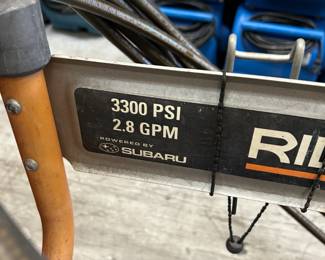 3300 PSI
2.8 GPM
POWERED BY
SUBARU